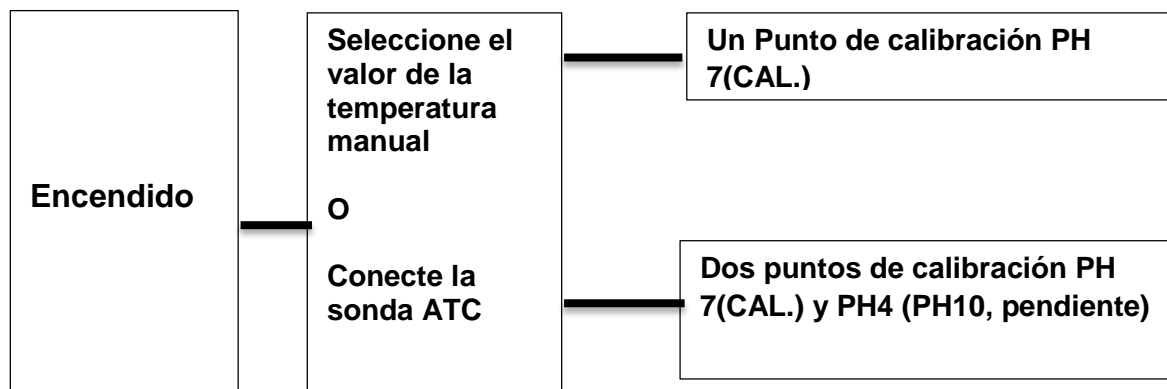 Encendido
Seleccione el
valor de la
temperatura
manual
O
Conecte la
sonda ATC
Un Punto de calibración PH
7(CAL.)
Dos puntos de calibración PH
7(CAL.) y PH4 (PH10, pendiente)